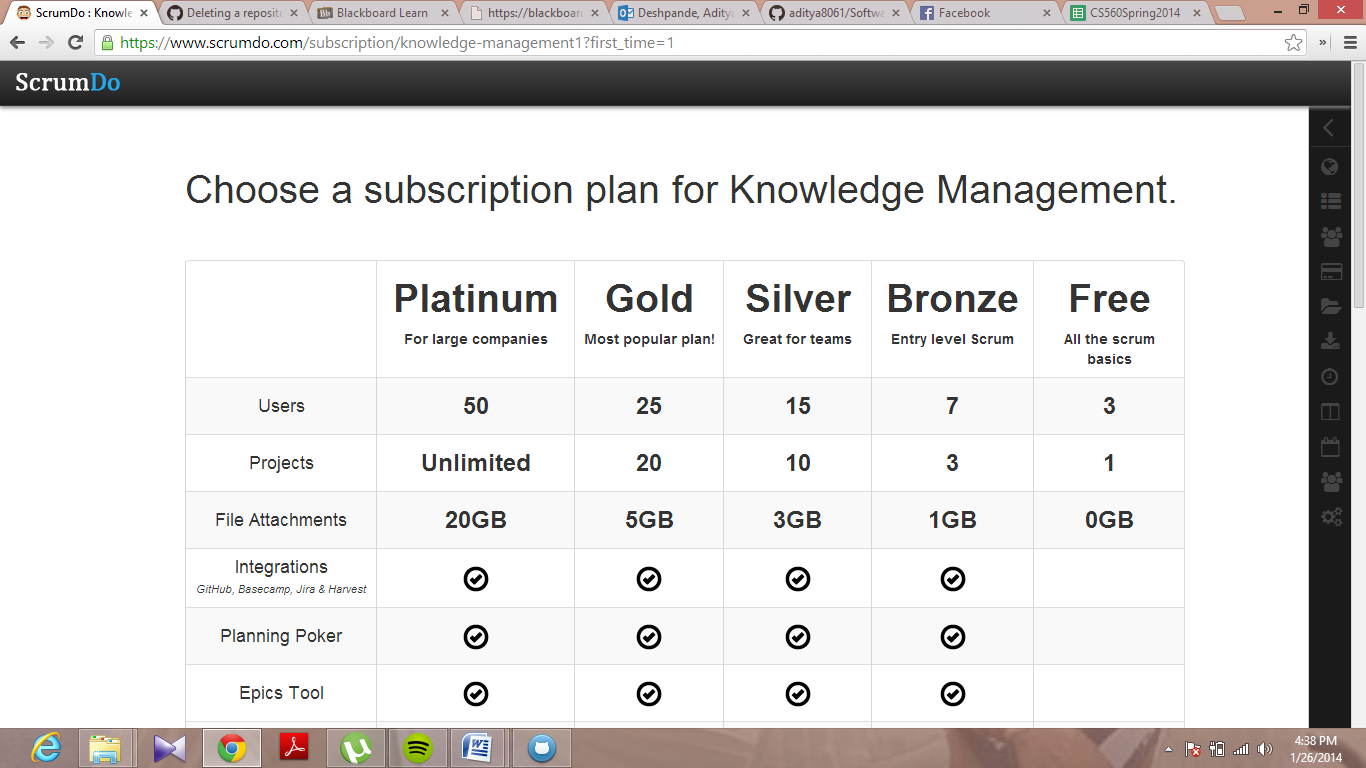 ScrumDo : Knowle
Deleting a reposito
Blackboard Learn
https://blackboar
Deshpande, Aditya
aditya8061/Softwa
Facebook
CS560Spring2014
https://www.scrumdo.com/subscription/knowledge-management1?first_time=1
ScrumDo
Choose a subscription plan for Knowledge Management.
Platinum Gold Silver Bronze Free
For large companies Most popular plan! Great for teams Entry level Scrum All the scrum
basics
Users 50 25 15 7 3
Projects Unlimited 20 10 3 1
File Attachments 20GB 5GB 3GB 1GB 0GB
Integrations
GitHub, Basecamp, Jira & Harvest
Planning Poker
Epics Tool
4:38 PM
1/26/2014